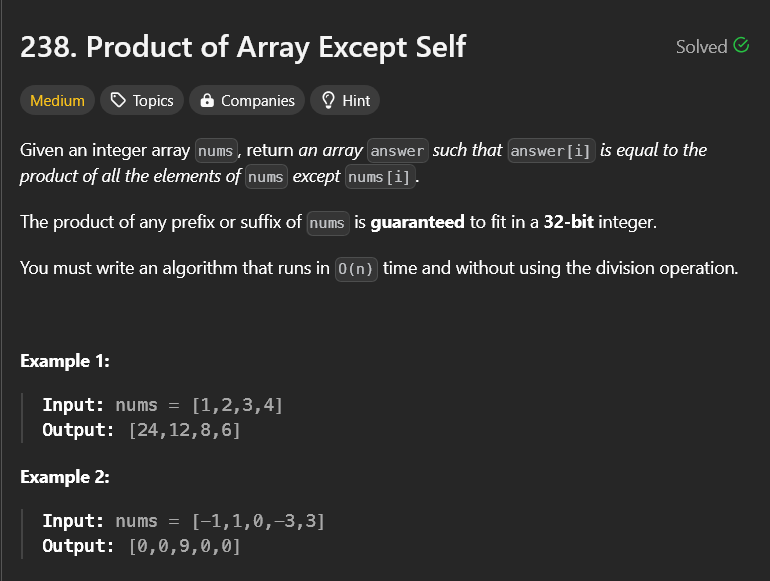 238. Product of Array Except Self
Solved
Medium Topics Companies Hint
Given an integer array nums, return an array answer such that answer[i] is equal to the
product of all the elements of nums except nums[i].
The product of any prefix or suffix of nums is guaranteed to fit in a 32-bit integer.
You must write an algorithm that runs in O(n) time and without using the division operation.
Example 1:
Input: nums = [1,2,3,4]
Output: [24,12,8,6]
Example 2:
Input: nums = [-1,1,0,-3,3]
Output: [0,0,9,0,0]